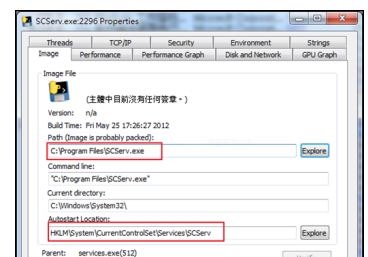 SCServ.exe:2296 Properties
Threads TCP/IP Security Environment Strings
Image Performance Performance Graph Disk and Network GPU Graph
Image File
(主體中目前沒有任何簽章。)
Version: n/a
Build Time: Fri May 25 17:26:27 2012
Path (Image is probably packed):
C:\Program Files\SCServ.exe Explore
Command line:
"C:\Program Files\SCServ.exe"
Current directory:
C:\Windows\System32\
Autostart Location:
HKLM\System\CurrentControlSet\Services\SCServ Explore
Parent: services.exe(512)